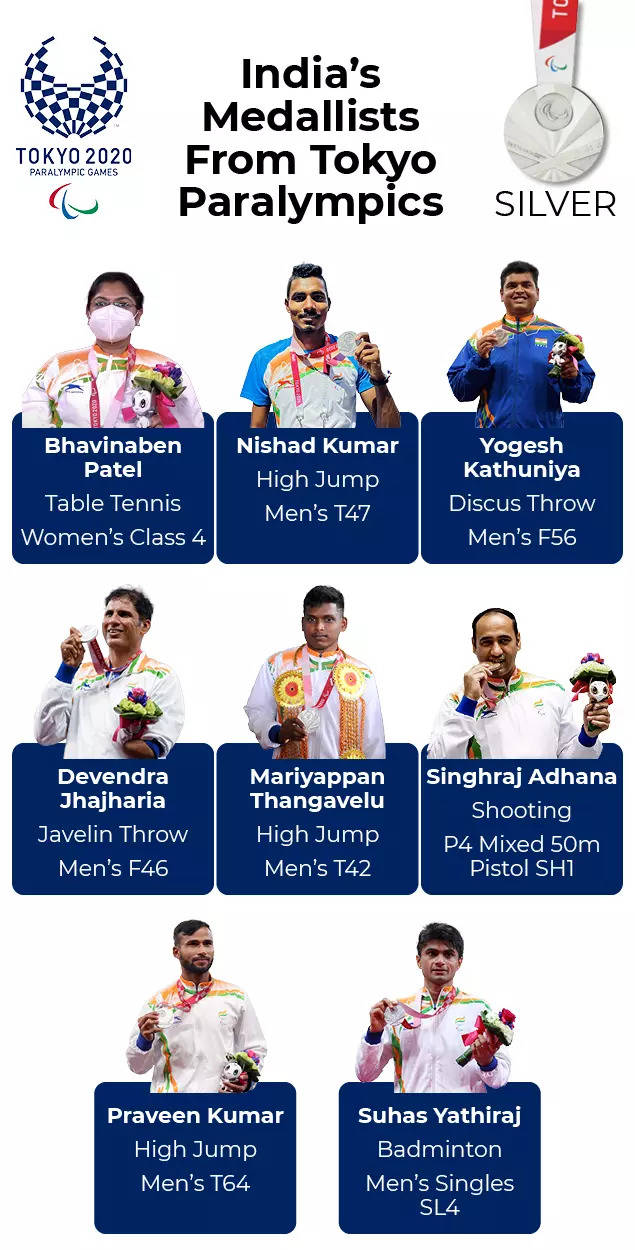 TOKYO 2020
PARALYMPIC GAMES
India's
Medallists
From Tokyo
Paralympics
TO
SILVER
Bhavinaben
Patel
Table Tennis
Women's Class 4
Nishad Kumar
High Jump
Men's T47
Yogesh
Kathuniya
Discus Throw
Men's F56
Devendra
Jhajharia
Javelin Throw
Men's F46
Mariyappan
Thangavelu
High Jump
Men's T42
Singhraj Adhana
Shooting
P4 Mixed 50m
Pistol SH1
Praveen Kumar
High Jump
Men's T64
Suhas Yathiraj
Badminton
Men's Singles
SL4